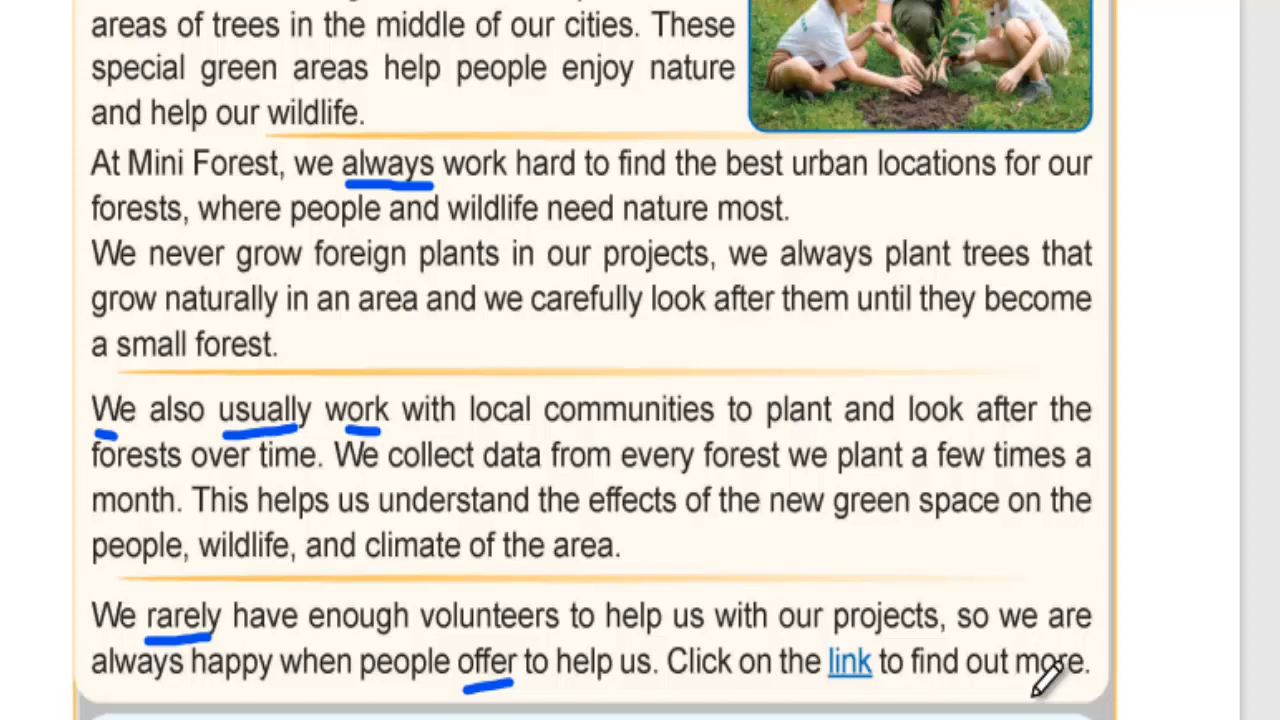 areas of trees in the middle of our cities. These
special green areas help people enjoy nature
and help our wildlife.
At Mini Forest, we always work hard to find the best urban locations for our
forests, where people and wildlife need nature most.
We never grow foreign plants in our projects, we always plant trees that
grow naturally in an area and we carefully look after them until they become
a small forest.
We also usually work with local communities to plant and look after the
forests over time. We collect data from every forest we plant a few times a
month. This helps us understand the effects of the new green space on the
people, wildlife, and climate of the area.
We rarely have enough volunteers to help us with our projects, so we are
always happy when people offer to help us. Click on the link to find out more.